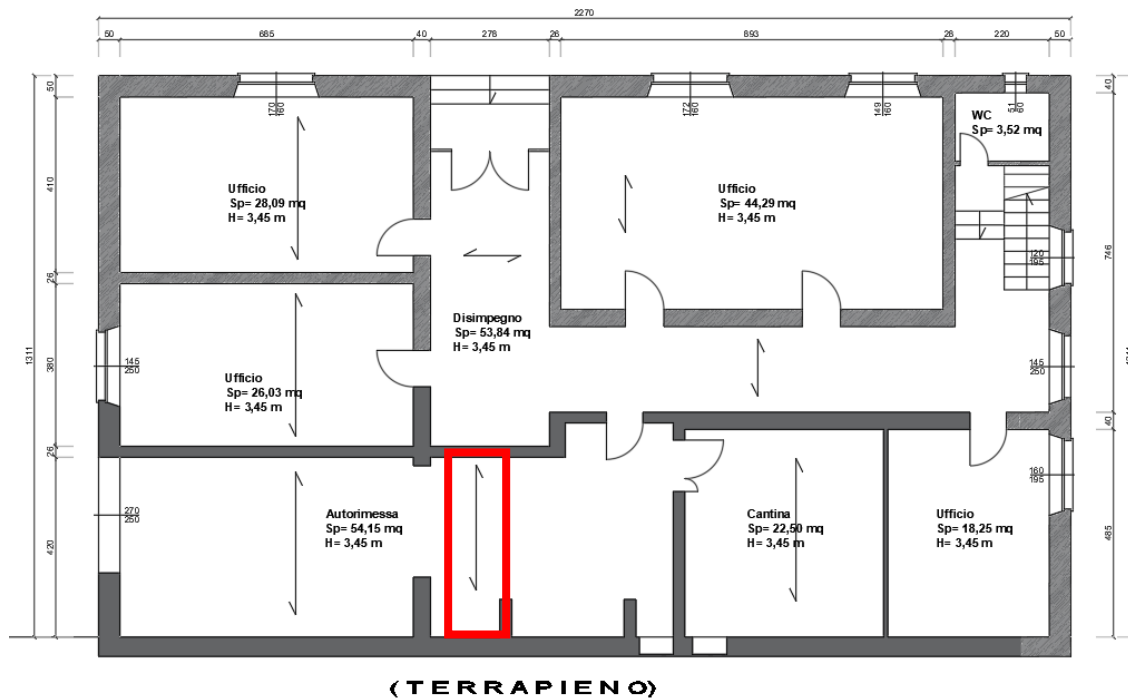 2270
50 665 40 278 26 893 28 220 50
50
40
170
160
172
160
149
160
51
60
WC
Sp= 3,52 mq
410
Ufficio
Sp= 28,09 mq
H= 3,45 m
Ufficio
Sp= 44,29 mq
H= 3,45 m
746
120
195
26
1311
Disimpegno
Sp= 53,84 mq
H= 3,45 m
380
145
250
Ufficio
Sp= 26,03 mq
H= 3,45 m
145
250
40
26
160
195
270
250
Autorimessa
Sp= 54,15 mq
H= 3,45 m
Cantina
Sp= 22,50 mq
H= 3,45 m
Ufficio
Sp= 18,25 mq
H= 3,45 m
420
485
(TERRAPIENO)